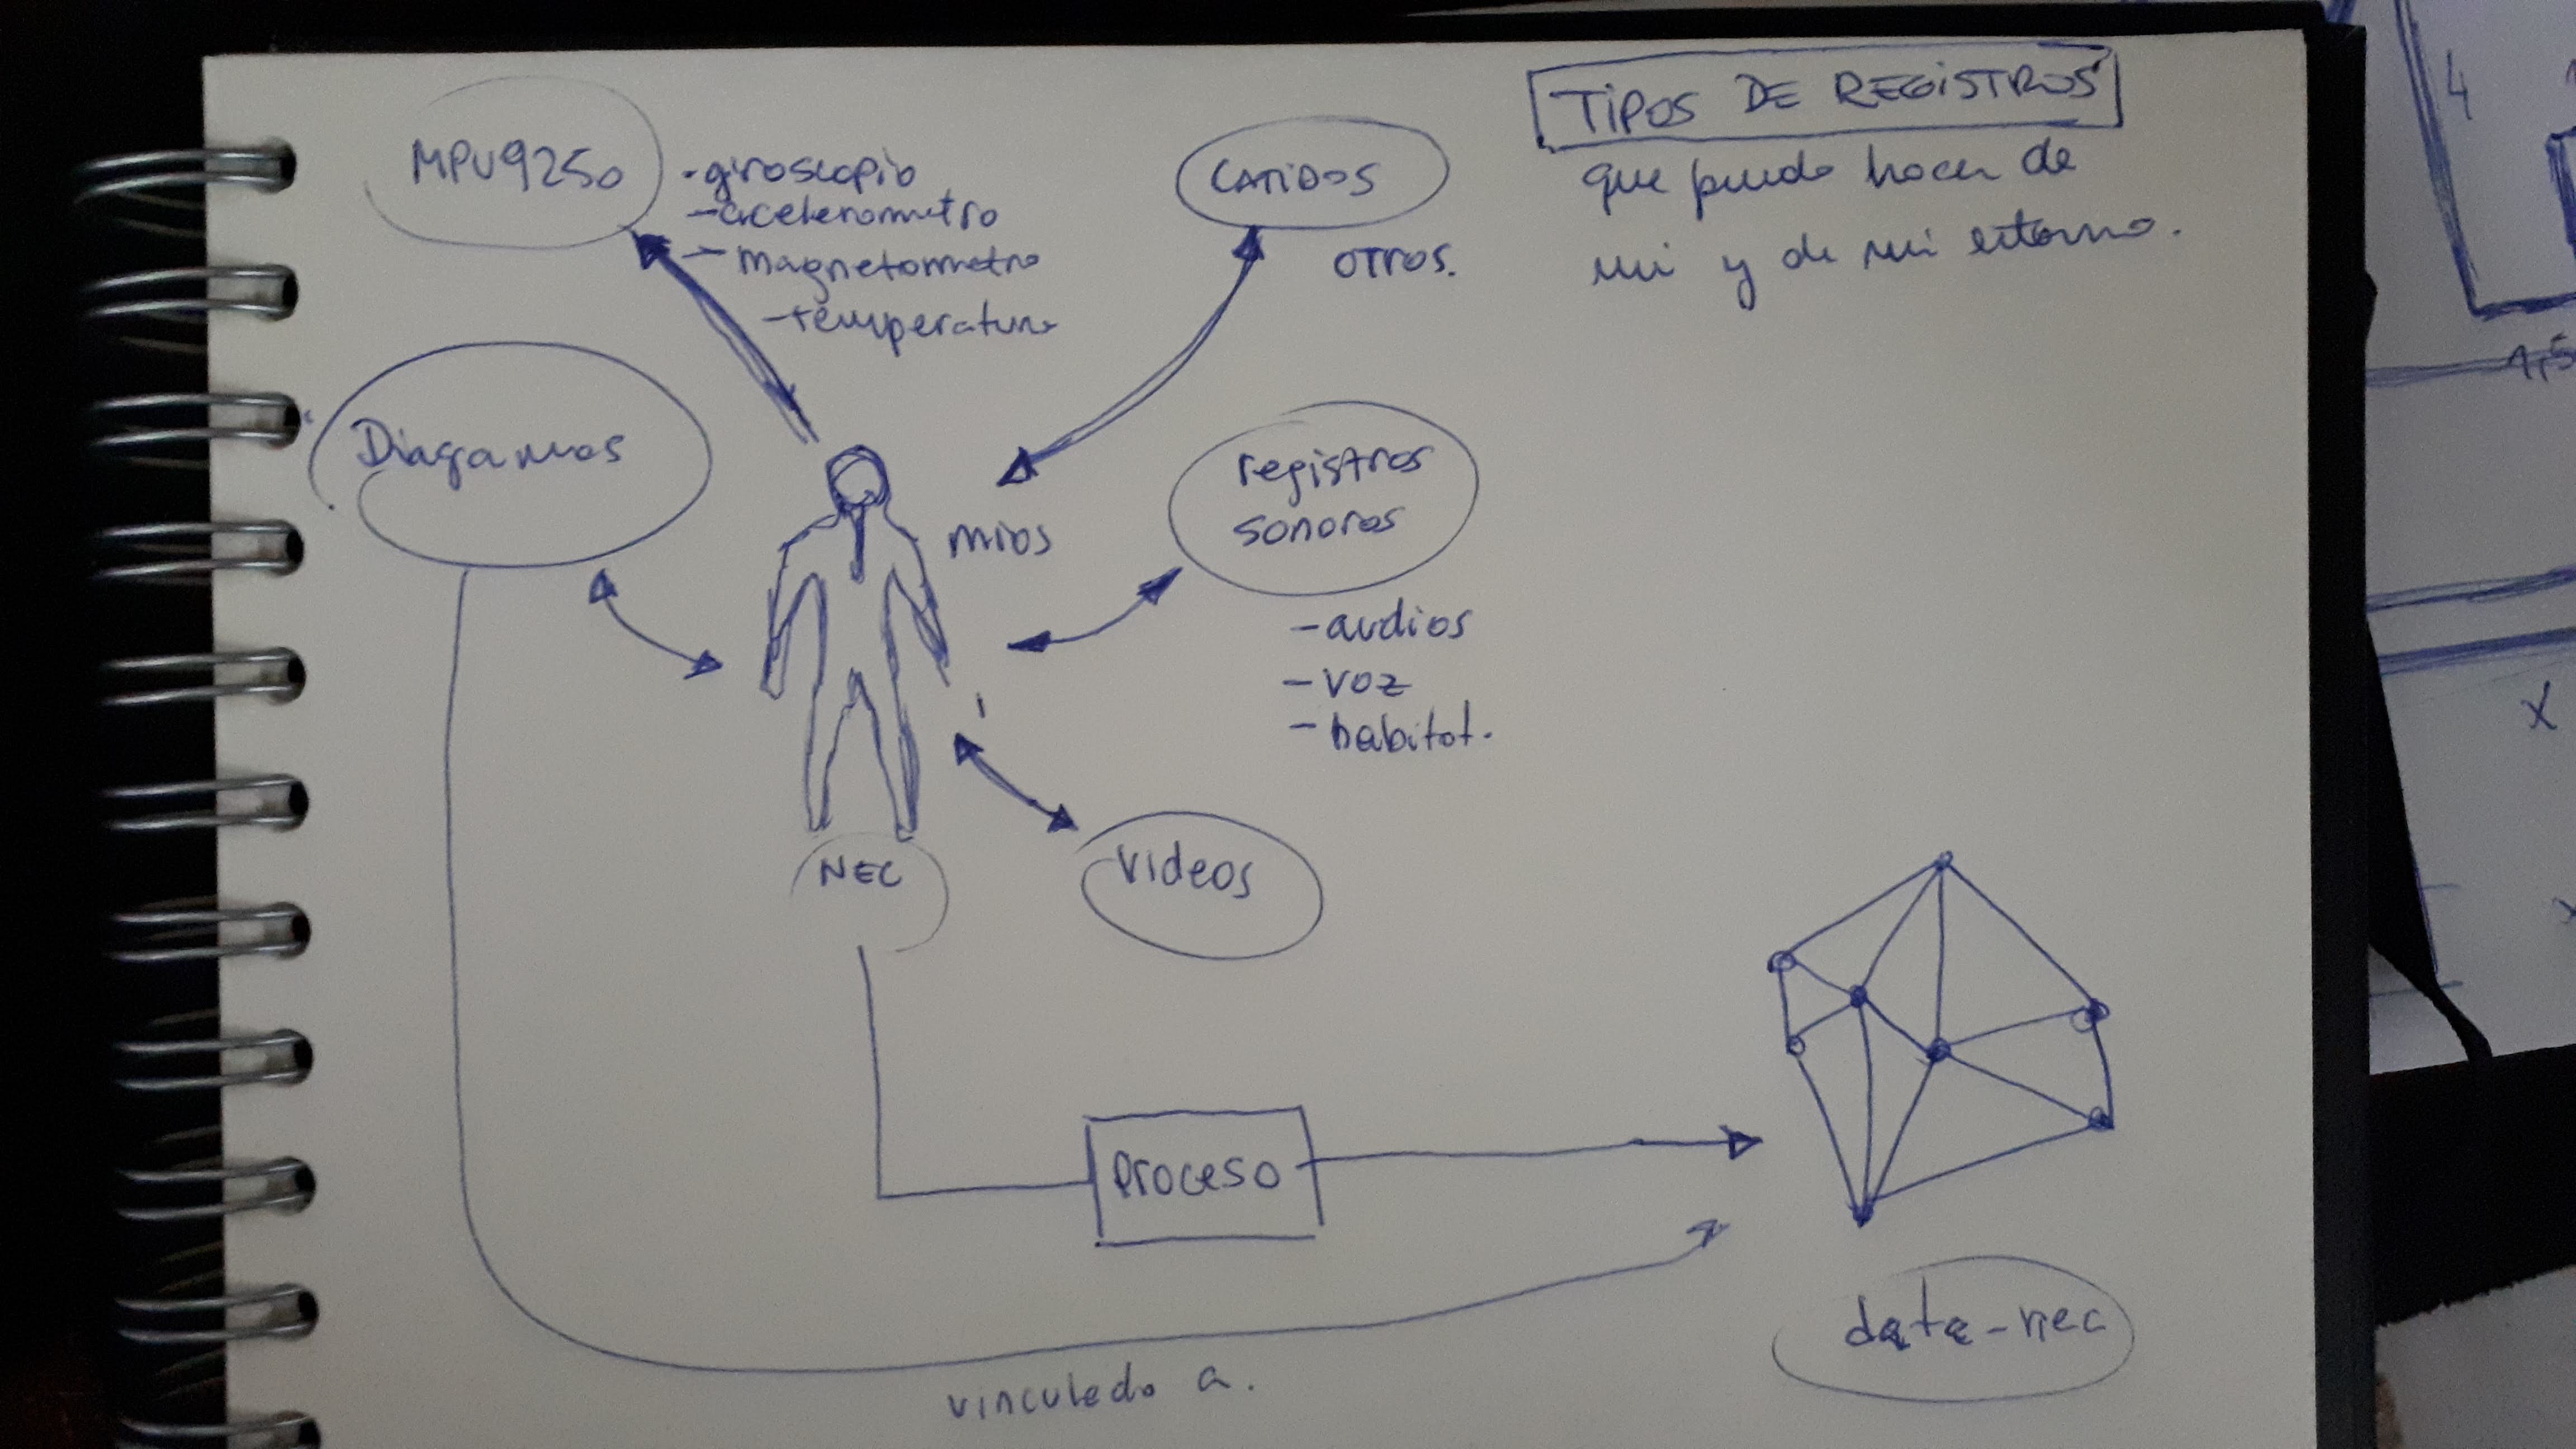 TIPOS DE REGISTROS
que puedo hacer de
mi y de mi entorno.
MPU9250
-giroscopio
-acelerometro
-magnetometro
-temperatura
OTROS.
Diagramas
mios
registros
sonoros
-audios
-voz
-habitat.
NEC
videos
proceso
data-nec
vinculado a.
4
1,5
X